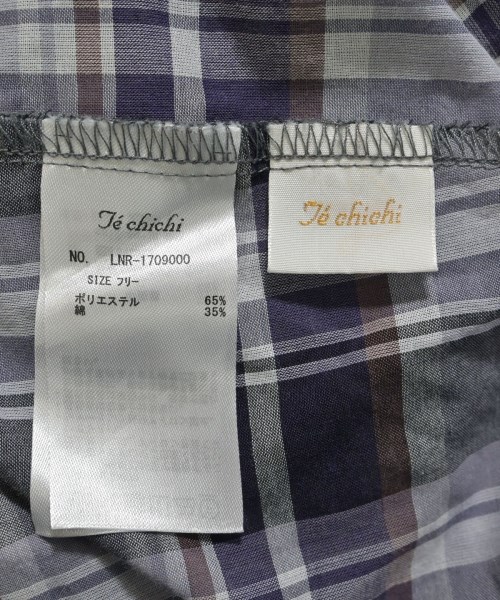 Té chichi
NO. LNR-1709000
SIZE フリー
ポリエステル 65%
綿 35%
Té chichi